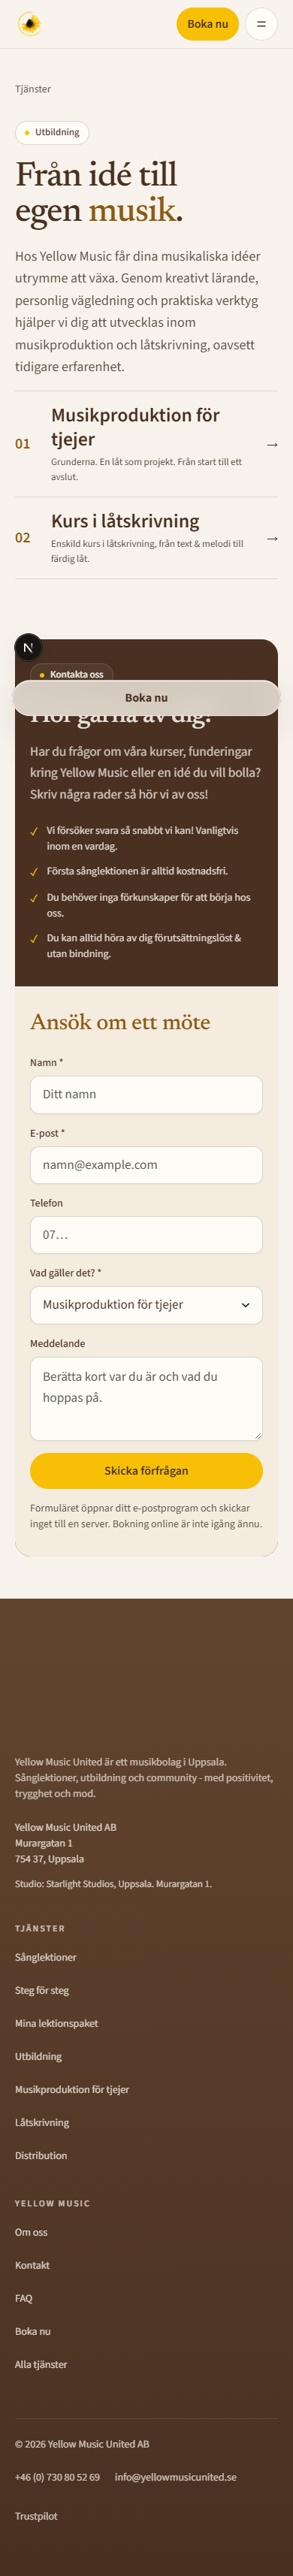 Boka nu
Tjänster
Utbildning
Från idé till
egen musik.
Hos Yellow Music får dina musikaliska idéer
utrymme att växa. Genom kreativt lärande,
personlig vägledning och praktiska verktyg
hjälper vi dig att utvecklas inom
musikproduktion och låtskrivning, oavsett
tidigare erfarenhet.
01
Musikproduktion för
tjejer
Grunderna. En låt som projekt. Från start till ett
avslut.
→
02
Kurs i låtskrivning
Enskild kurs i låtskrivning, från text & melodi till
färdig låt.
→
N
Kontakta oss
Boka nu
Hör gärna av dig!
Har du frågor om våra kurser, funderingar
kring Yellow Music eller en idé du vill bolla?
Skriv några rader så hör vi av oss!
✓ Vi försöker svara så snabbt vi kan! Vanligtvis
inom en vardag.
✓ Första sånglektionen är alltid kostnadsfri.
✓ Du behöver inga förkunskaper för att börja hos
oss.
✓ Du kan alltid höra av dig förutsättningslöst &
utan bindning.
Ansök om ett möte
Namn *
Ditt namn
E-post *
namn@example.com
Telefon
07…
Vad gäller det? *
Musikproduktion för tjejer
Meddelande
Berätta kort var du är och vad du
hoppas på.
Skicka förfrågan
Formuläret öppnar ditt e-postprogram och skickar
inget till en server. Bokning online är inte igång ännu.
Yellow Music United är ett musikbolag i Uppsala.
Sånglektioner, utbildning och community - med positivitet,
trygghet och mod.
Yellow Music United AB
Murargatan 1
754 37, Uppsala
Studio: Starlight Studios, Uppsala. Murargatan 1.
TJÄNSTER
Sånglektioner
Steg för steg
Mina lektionspaket
Utbildning
Musikproduktion för tjejer
Låtskrivning
Distribution
YELLOW MUSIC
Om oss
Kontakt
FAQ
Boka nu
Alla tjänster
© 2026 Yellow Music United AB
+46 (0) 730 80 52 69 info@yellowmusicunited.se
Trustpilot